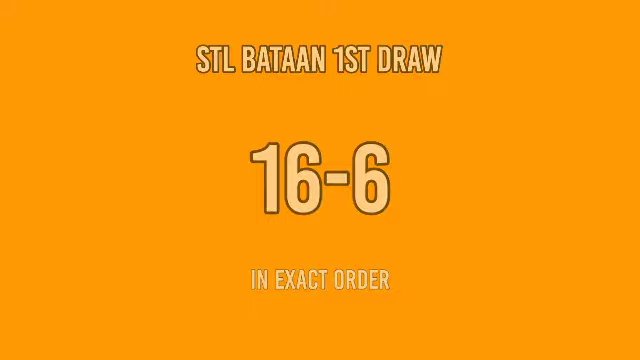 STL BATAAN 1ST DRAW
16-6
IN EXACT ORDER